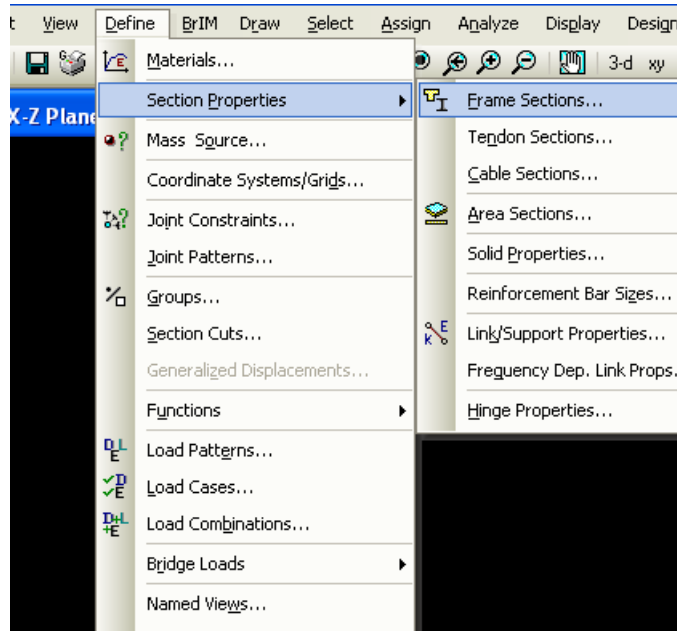 t View Define BrIM Draw Select Assign Analyze Display Design
3-d xy
X-Z Plane
Materials...
Section Properties
Mass Source...
Coordinate Systems/Grids...
Joint Constraints...
Joint Patterns...
Groups...
Section Cuts...
Generalized Displacements...
Functions
Load Patterns...
Load Cases...
Load Combinations...
Bridge Loads
Named Views...
Frame Sections...
Tendon Sections...
Cable Sections...
Area Sections...
Solid Properties...
Reinforcement Bar Sizes...
Link/Support Properties...
Frequency Dep. Link Props.
Hinge Properties...